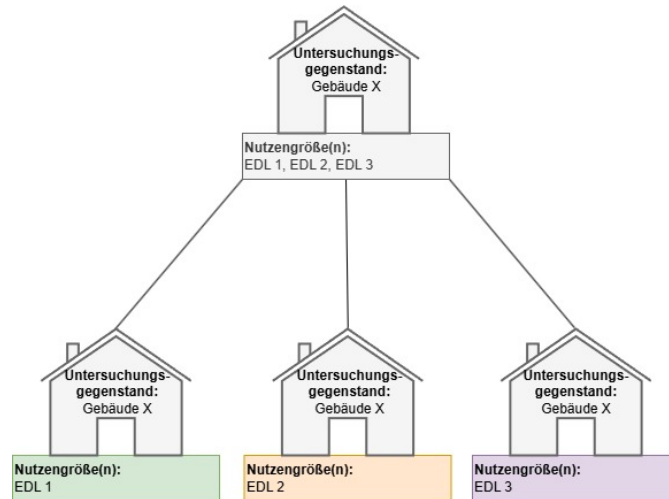 Untersuchungs-
gegenstand:
Gebäude X
Nutzengröße(n):
EDL 1, EDL 2, EDL 3
Untersuchungs-
gegenstand:
Gebäude X
Nutzengröße(n):
EDL 1
Untersuchungs-
gegenstand:
Gebäude X
Nutzengröße(n):
EDL 2
Untersuchungs-
gegenstand:
Gebäude X
Nutzengröße(n):
EDL 3